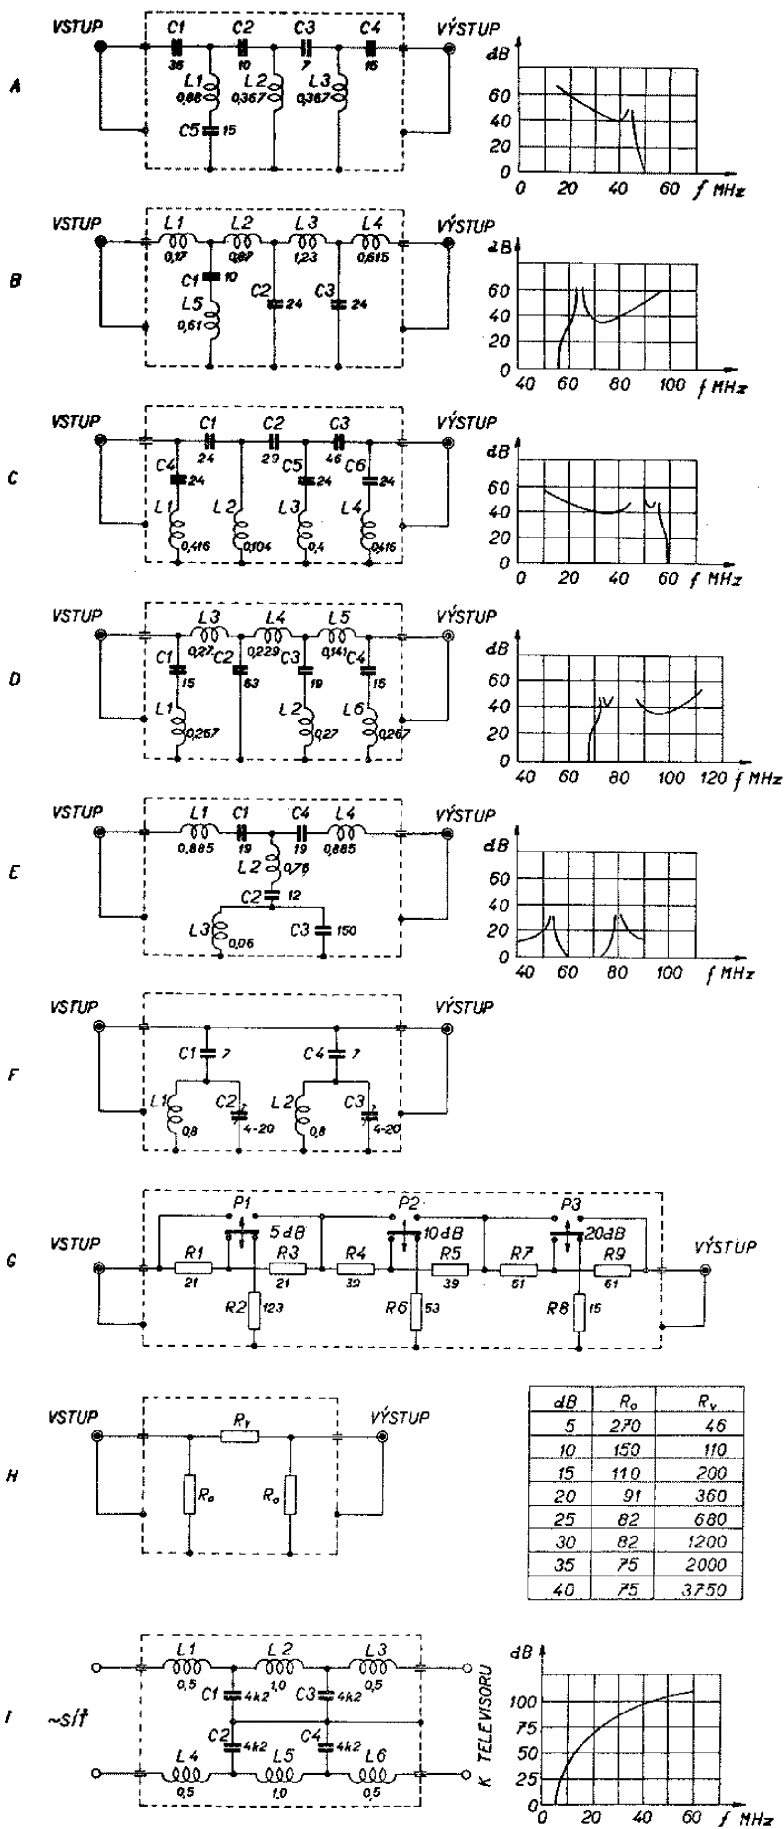 A
VSTUP
VÝSTUP
C1
36
C2
10
C3
7
C4
16
L1
0,88
L2
0,367
L3
0,367
C5
15
dB
60
40
20
0
0 20 40 60 f MHz
B
VSTUP
VÝSTUP
L1
0,17
L2
0,87
L3
1,23
L4
0,615
C1
10
L5
0,61
C2
24
C3
24
dB
60
40
20
0
40 60 80 100 f MHz
C
VSTUP
VÝSTUP
C1
24
C2
29
C3
46
C4
24
C5
24
C6
24
L1
0,416
L2
0,104
L3
0,4
L4
0,416
dB
60
40
20
0
0 20 40 60 f MHz
D
VSTUP
VÝSTUP
L3
0,27
L4
0,229
L5
0,141
C1
15
C2
63
C3
19
C4
15
L1
0,267
L2
0,27
L6
0,267
dB
60
40
20
0
40 60 80 100 120 f MHz
E
VSTUP
VÝSTUP
L1
0,885
C1
19
C4
19
L4
0,885
L2
0,76
C2
12
L3
0,06
C3
150
dB
60
40
20
0
40 60 80 100 f MHz
F
VSTUP
VÝSTUP
C1
7
C4
7
L1
0,8
C2
4-20
L2
0,8
C3
4-20
G
VSTUP
VÝSTUP
P1
5 dB
P2
10 dB
P3
20 dB
R1
21
R3
21
R4
39
R5
39
R7
61
R9
61
R2
123
R6
53
R8
15
H
VSTUP
VÝSTUP
Rv
Ro
Ro
dB Ro Rv
5 270 46
10 150 110
15 110 200
20 91 360
25 82 680
30 82 1200
35 75 2000
40 75 3750
I
~síť
L1
0,5
L2
1,0
L3
0,5
C1
4k2
C3
4k2
C2
4k2
C4
4k2
L4
0,5
L5
1,0
L6
0,5
K TELEVISORU
dB
100
75
50
25
0
0 20 40 60 f MHz